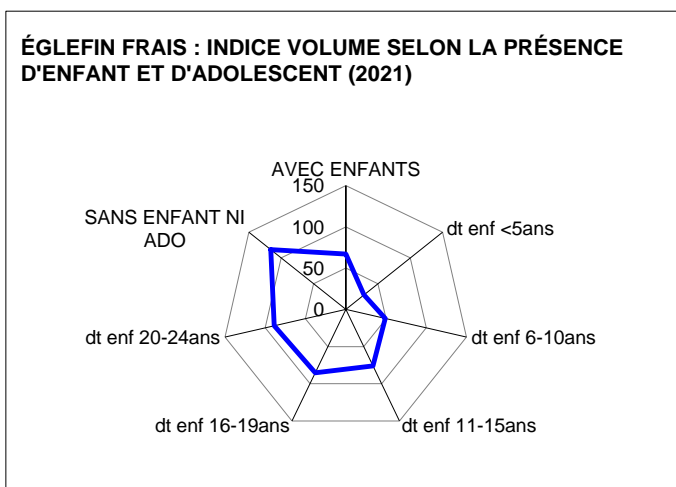 ÉGLEFIN FRAIS : INDICE VOLUME SELON LA PRÉSENCE
D'ENFANT ET D'ADOLESCENT (2021)
AVEC ENFANTS
150
SANS ENFANT NI
ADO
100
dt enf <5ans
50
0
dt enf 20-24ans
dt enf 6-10ans
dt enf 16-19ans
dt enf 11-15ans